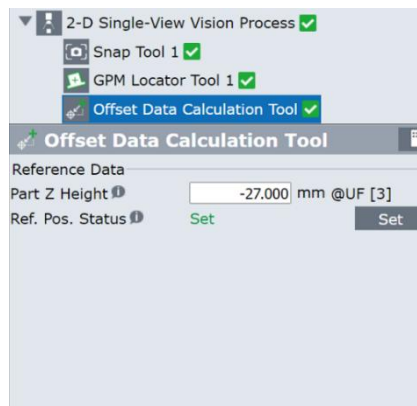 2-D Single-View Vision Process
Snap Tool 1
GPM Locator Tool 1
Offset Data Calculation Tool
Offset Data Calculation Tool
Reference Data
Part Z Height -27.000 mm @UF [3]
Ref. Pos. Status Set Set